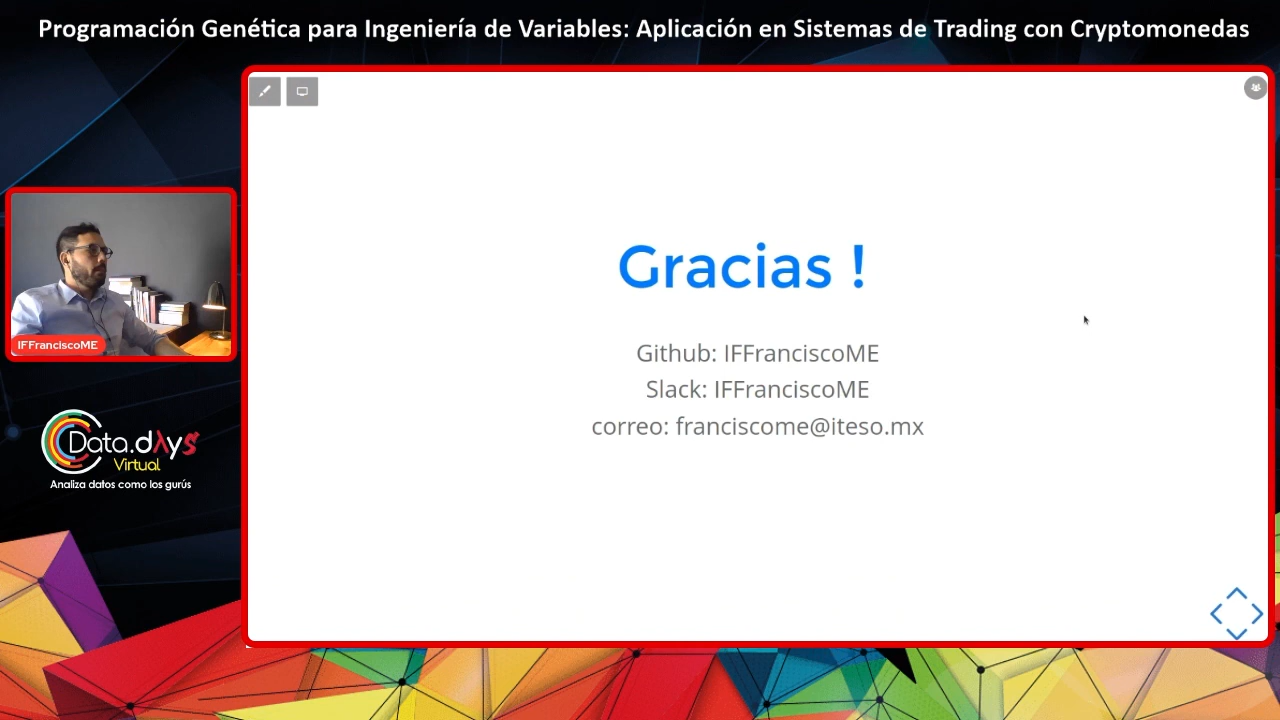 Programación Genética para Ingeniería de Variables: Aplicación en Sistemas de Trading con Cryptomonedas
Gracias !
Github: IFFranciscoME
Slack: IFFranciscoME
correo: franciscome@iteso.mx
IFFranciscoME
Data.dλys
Virtual
Analiza datos como los gurús